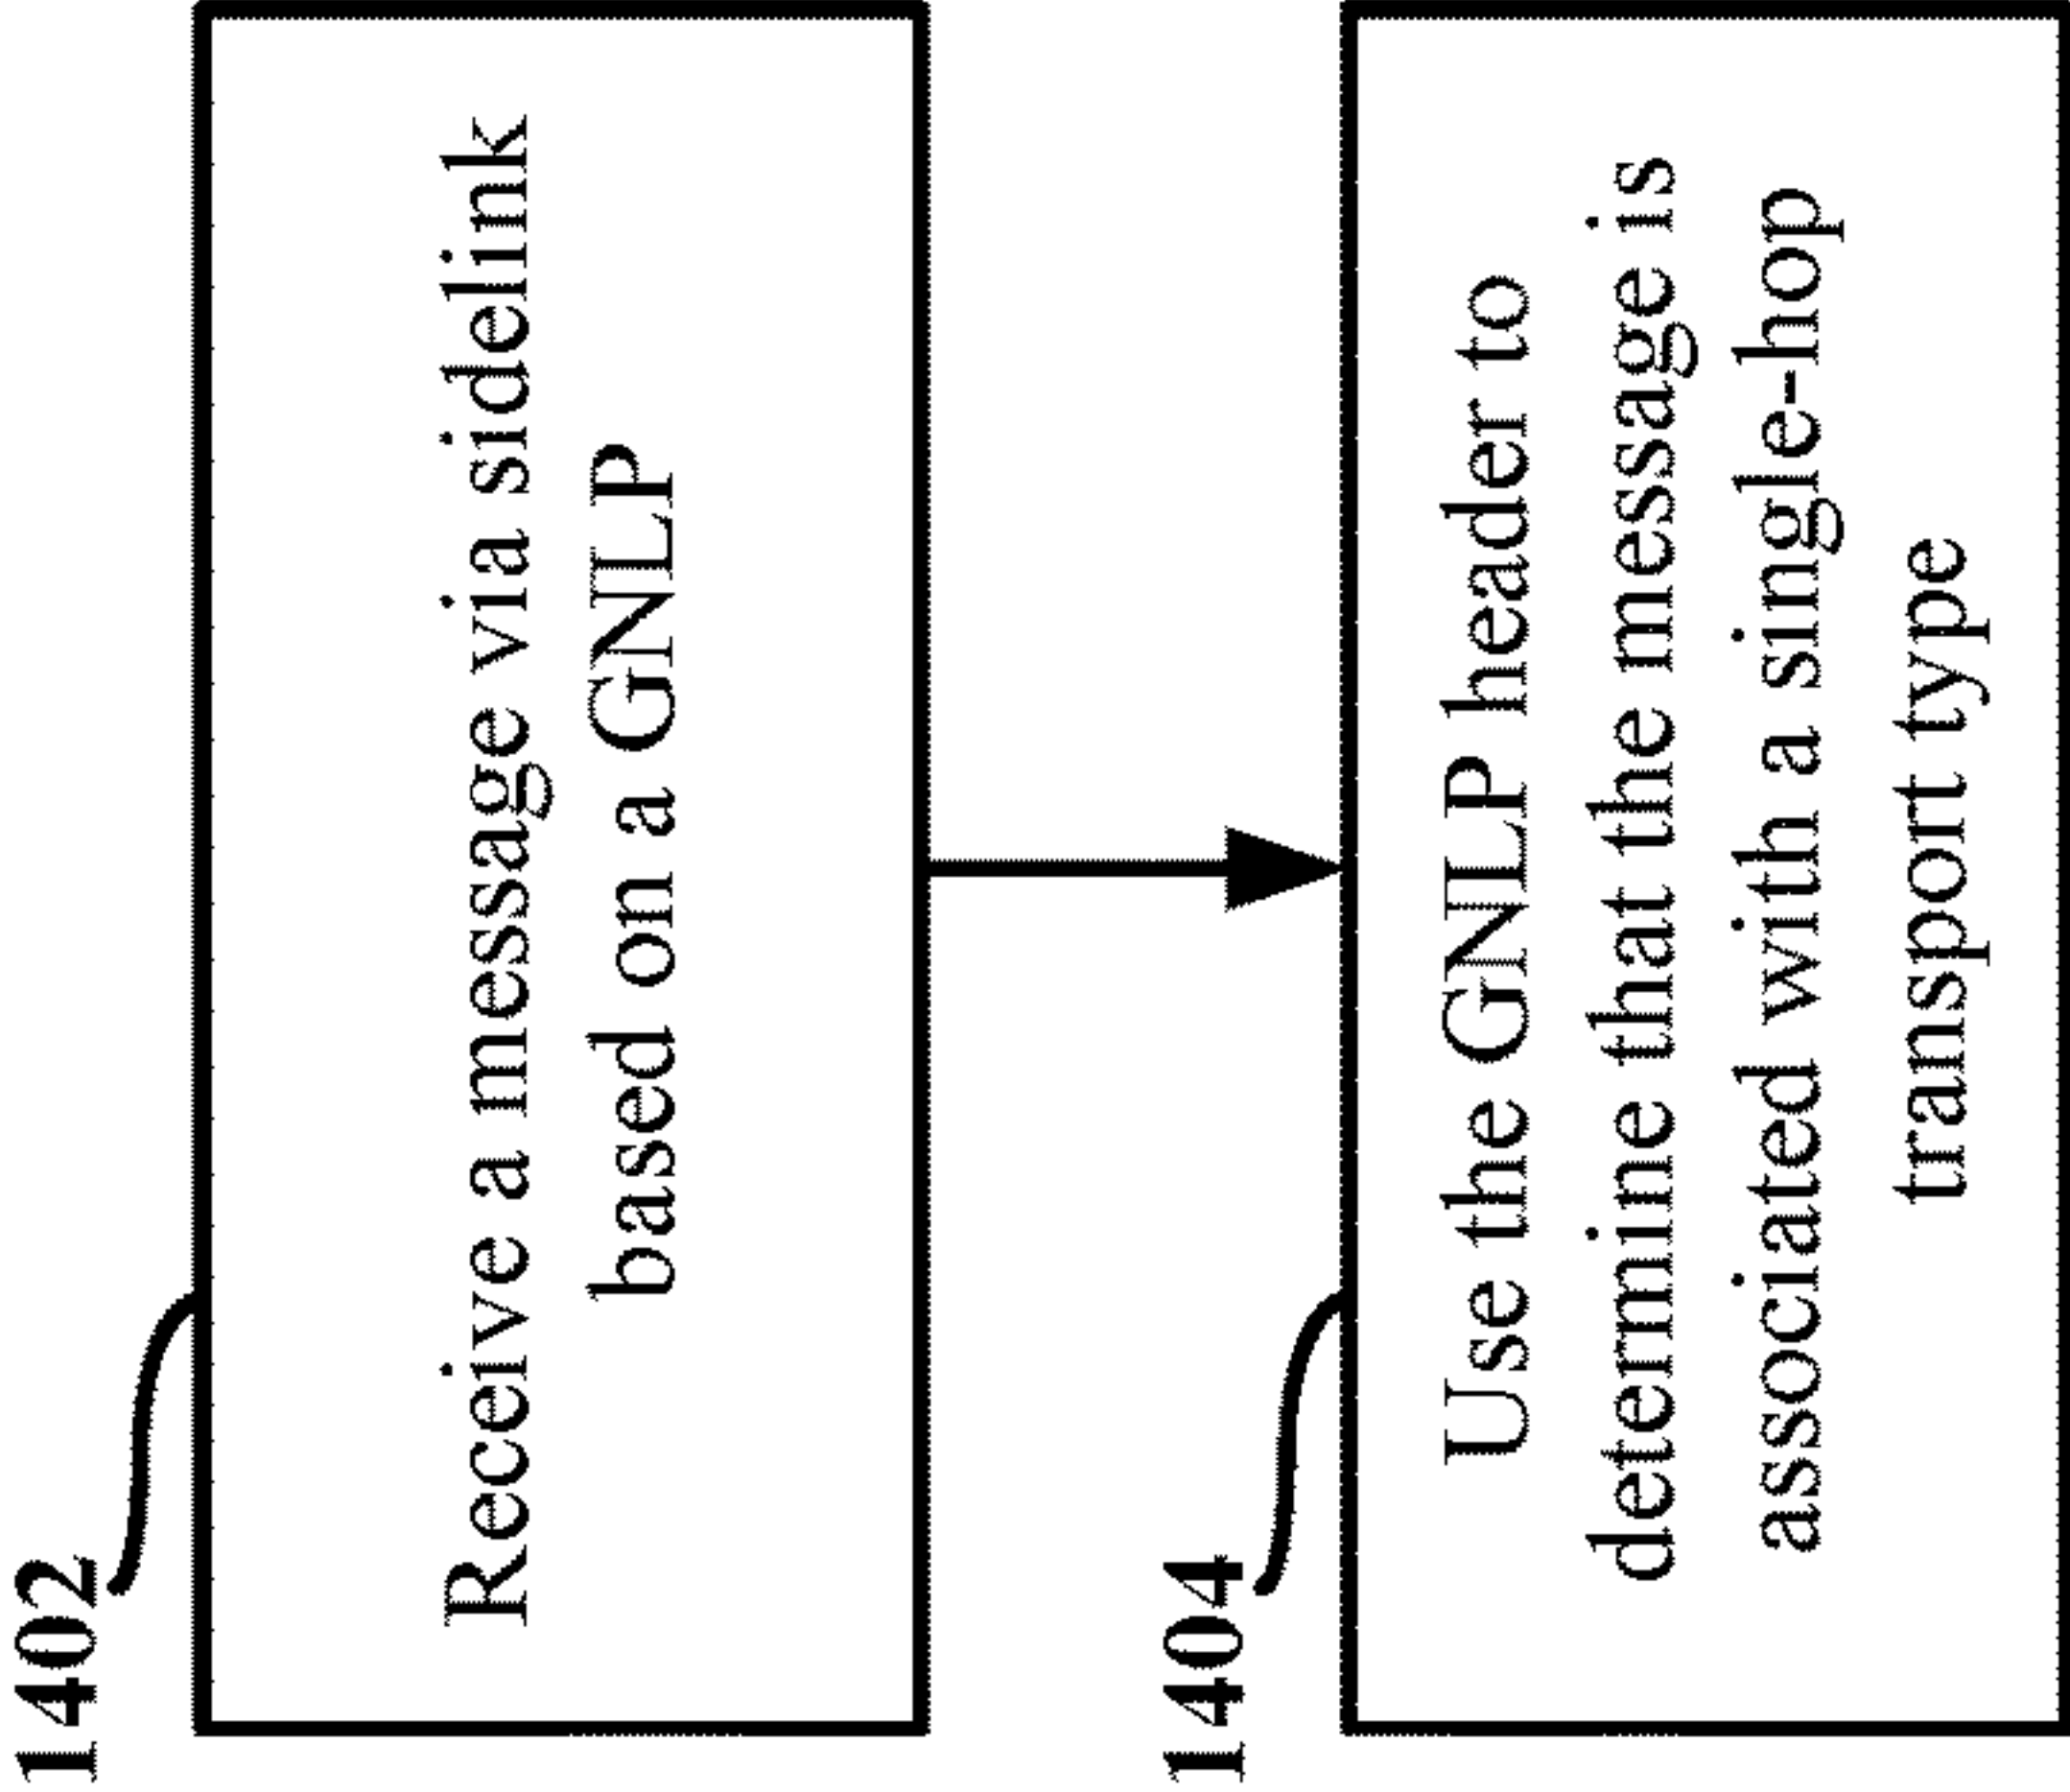 1402
Receive a message via sidelink
based on a GNLP
1404
Use the GNLP header to
determine that the message is
associated with a single-hop
transport type